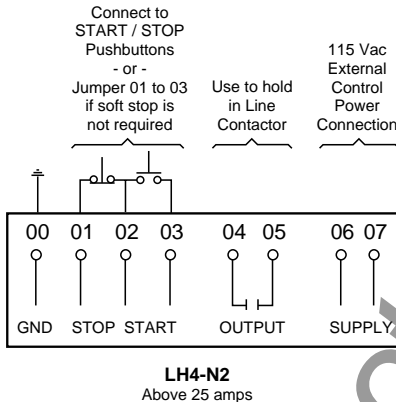 Connect to
START / STOP
Pushbuttons
- or -
Jumper 01 to 03
if soft stop is
not required
Use to hold
in Line
Contactor
115 Vac
External
Control
Power
Connection
00 01 02 03 04 05 06 07
GND STOP START OUTPUT SUPPLY
LH4-N2
Above 25 amps